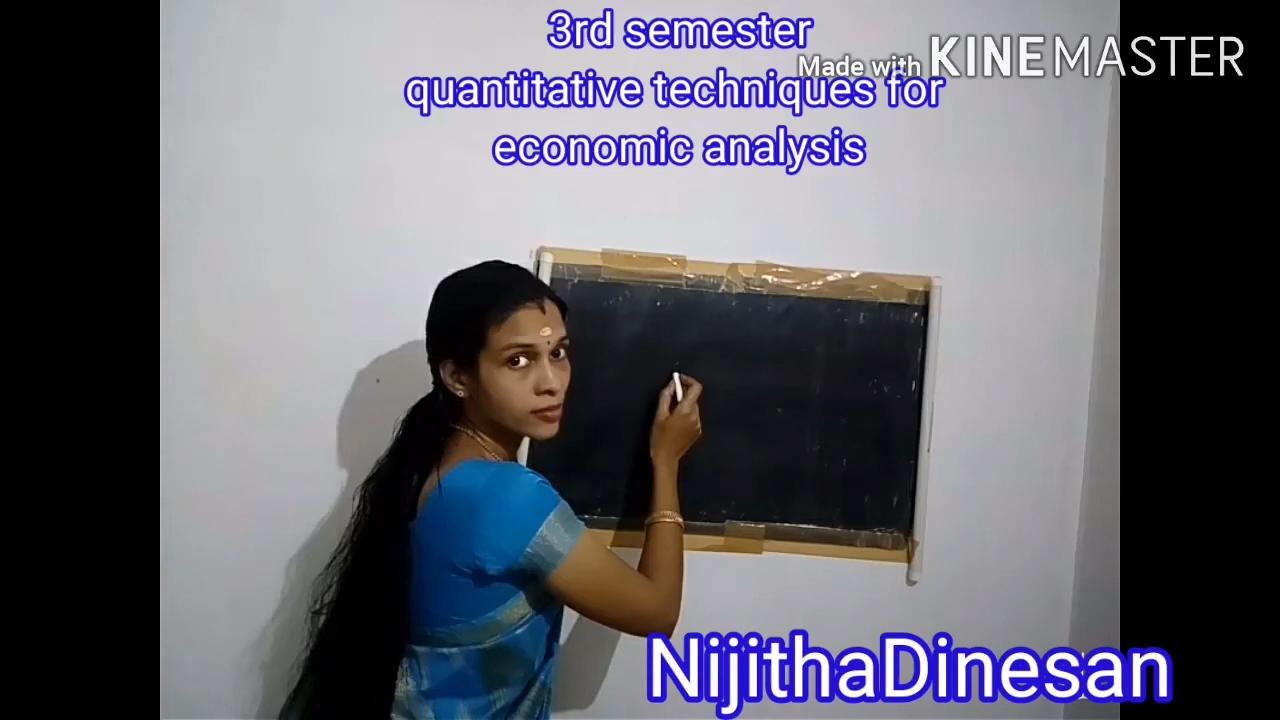 3rd semester
Made with KINEMASTER
quantitative techniques for
economic analysis
NijithaDinesan